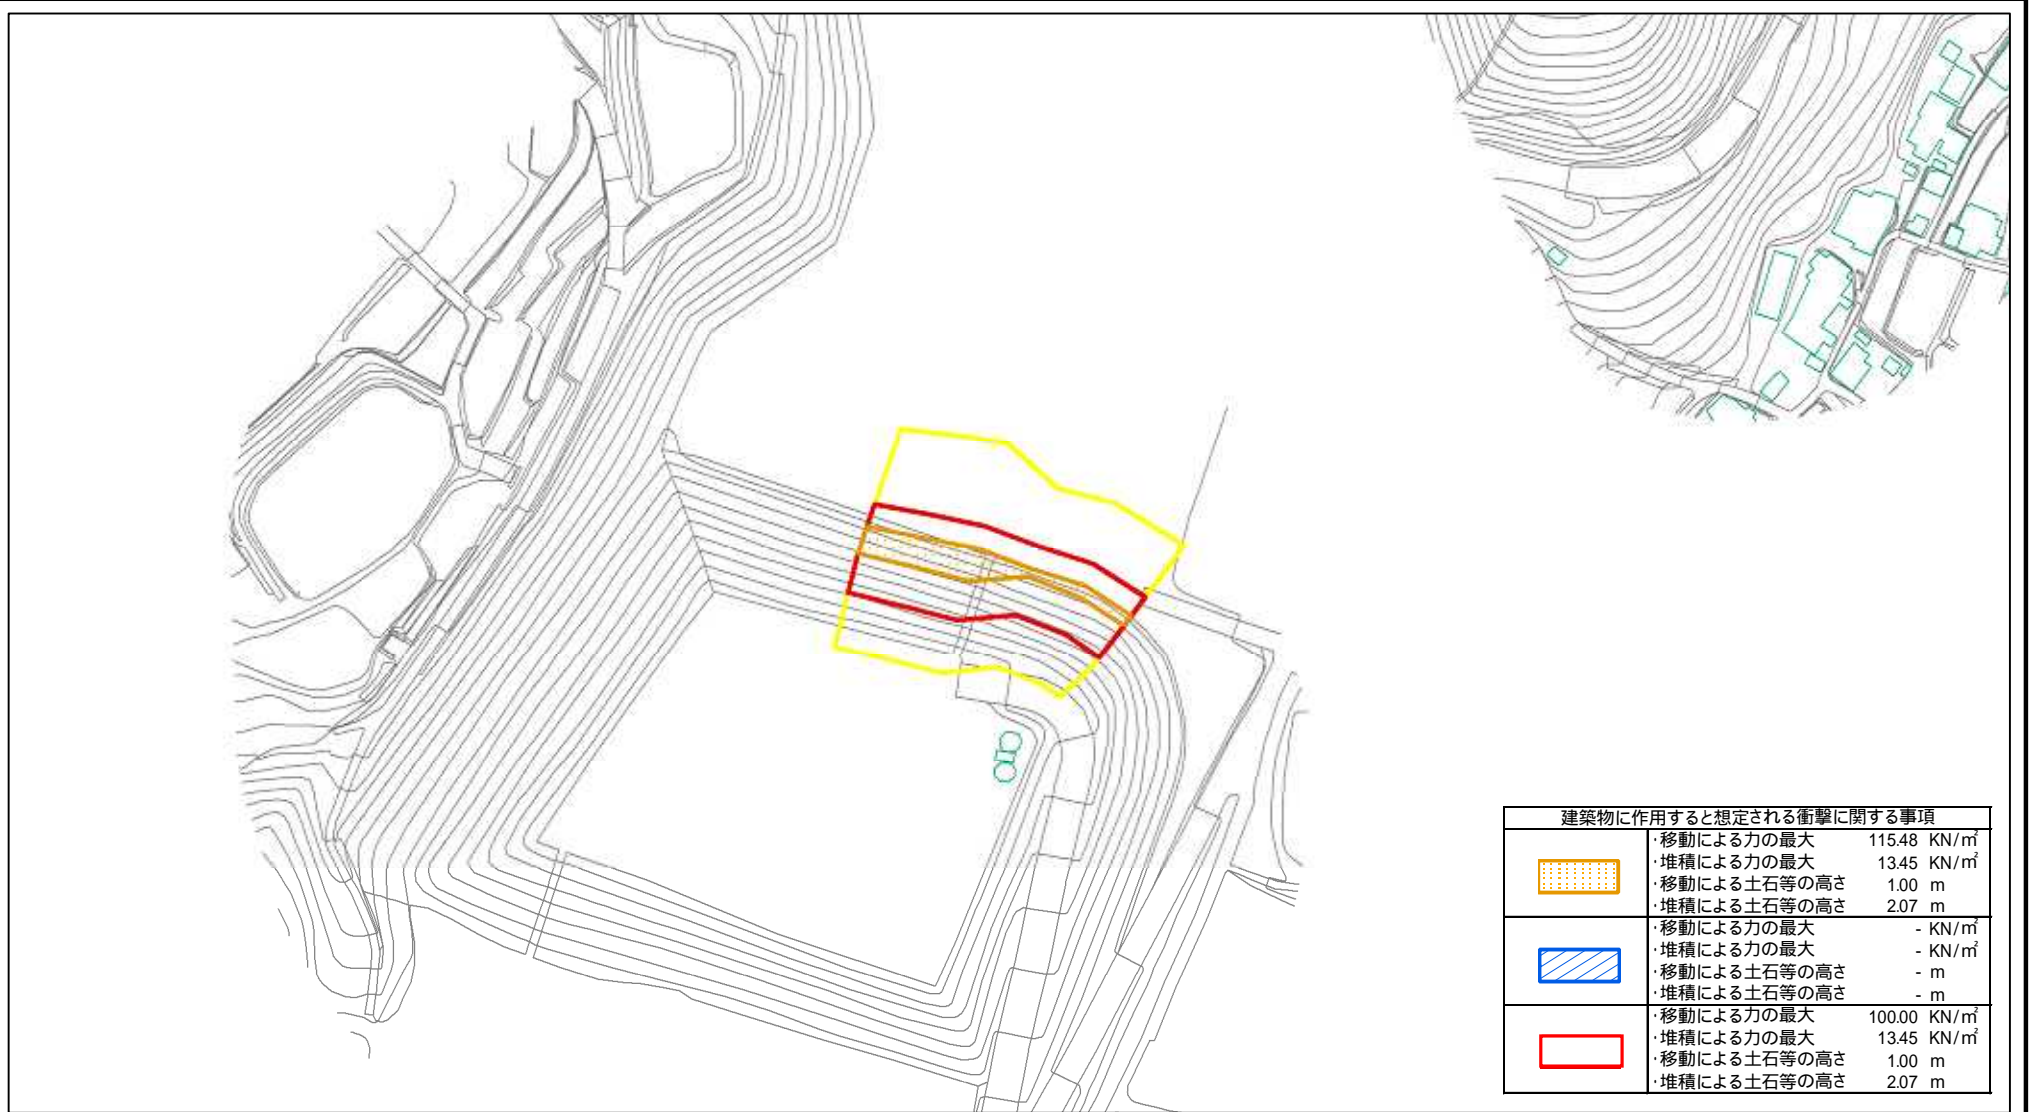 建築物に作用すると想定される衝撃に関する事項
･移動による力の最大 115.48 KN/㎡
･堆積による力の最大 13.45 KN/㎡
･移動による土石等の高さ 1.00 m
･堆積による土石等の高さ 2.07 m
･移動による力の最大 - KN/㎡
･堆積による力の最大 - KN/㎡
･移動による土石等の高さ - m
･堆積による土石等の高さ - m
･移動による力の最大 100.00 KN/㎡
･堆積による力の最大 13.45 KN/㎡
･移動による土石等の高さ 1.00 m
･堆積による土石等の高さ 2.07 m